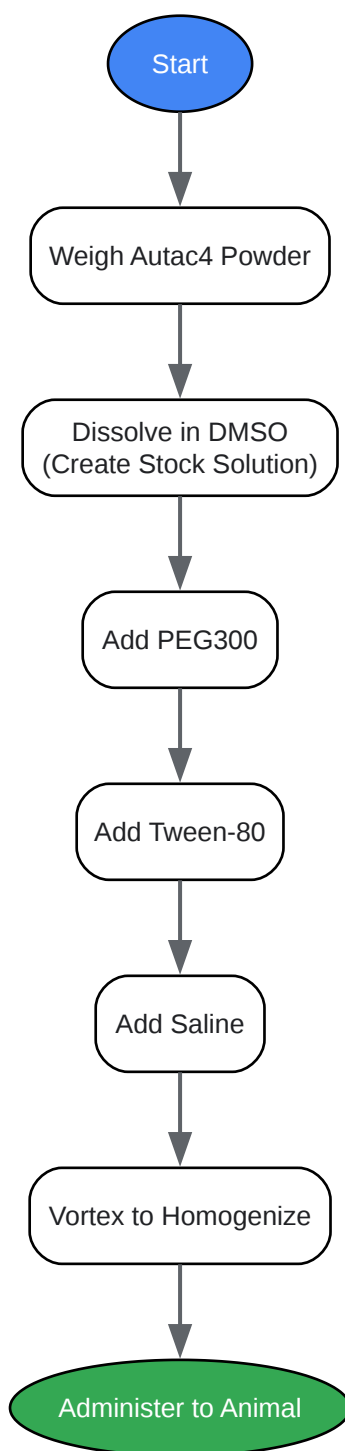 Start
Weigh Autac4 Powder
Dissolve in DMSO
(Create Stock Solution)
Add PEG300
Add Tween-80
Add Saline
Vortex to Homogenize
Administer to Animal